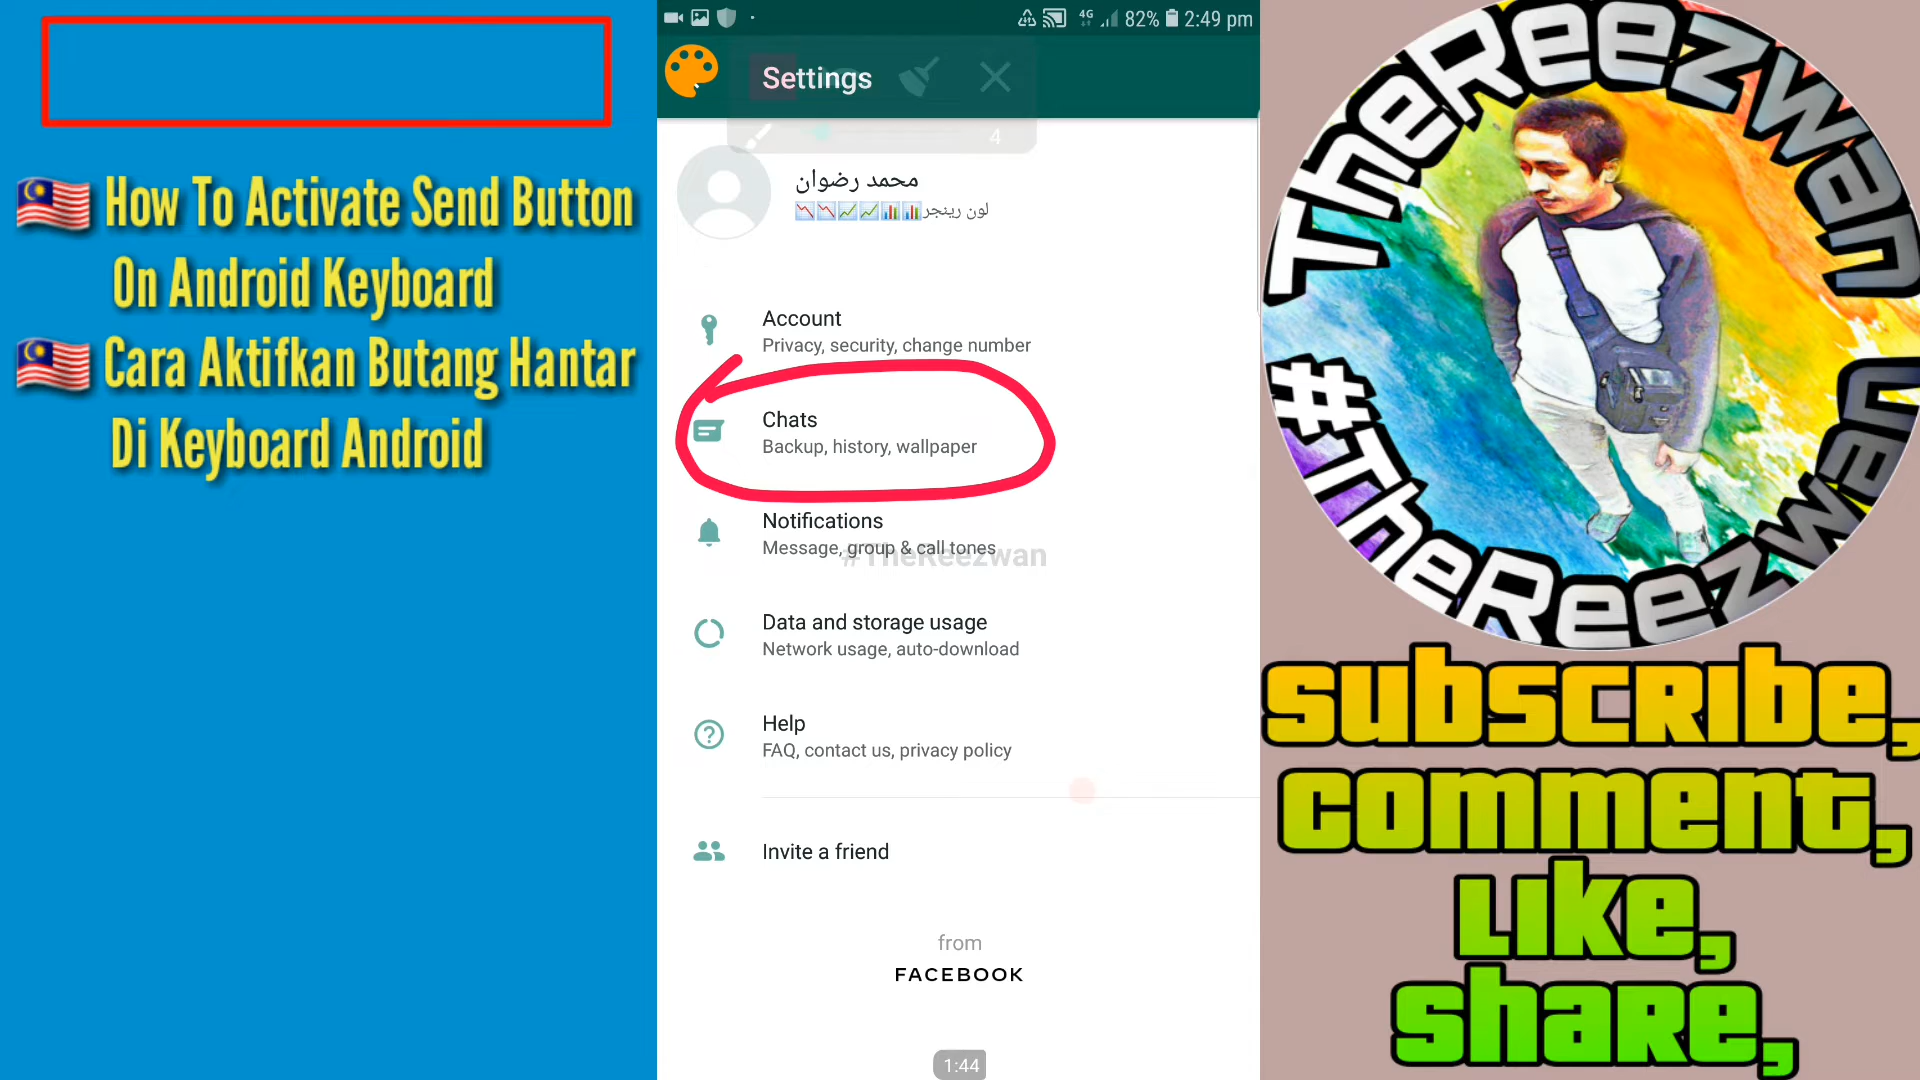 🇲🇾 How To Activate Send Button
On Android Keyboard
🇲🇾 Cara Aktifkan Butang Hantar
Di Keyboard Android
82% 2:49 pm
4G
Settings
4
محمد رضوان
لون رينجر📊📊📈📈📉📉
Account
Privacy, security, change number
Chats
Backup, history, wallpaper
Notifications
Message, group & call tones
#TheReezwan
Data and storage usage
Network usage, auto-download
Help
FAQ, contact us, privacy policy
Invite a friend
from
FACEBOOK
1:44
TheReezwan
#TheReezwan
#TheReezwan
Subscribe,
Comment,
Like,
Share,